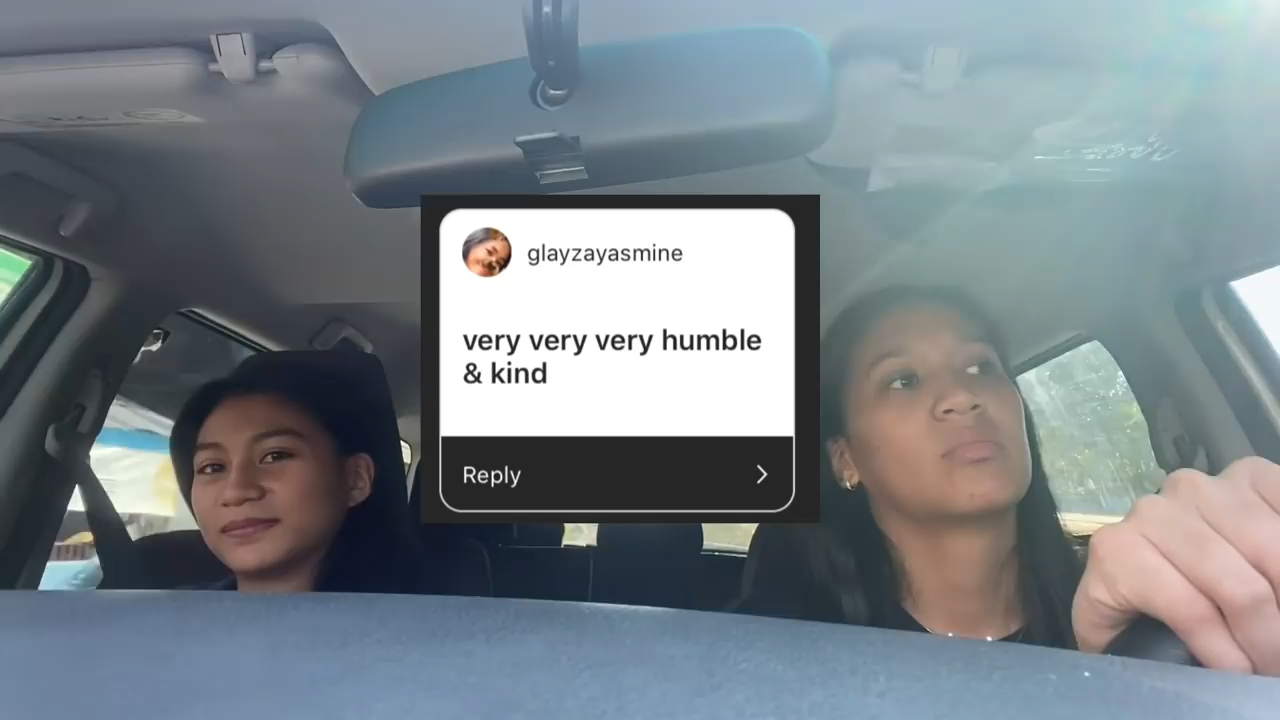 glayzayasmine
very very very humble
& kind
Reply